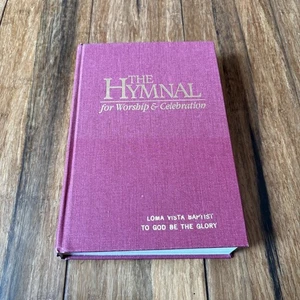 THE
HYMNAL
for Worship & Celebration
LOMA VISTA BAPTIST
TO GOD BE THE GLORY